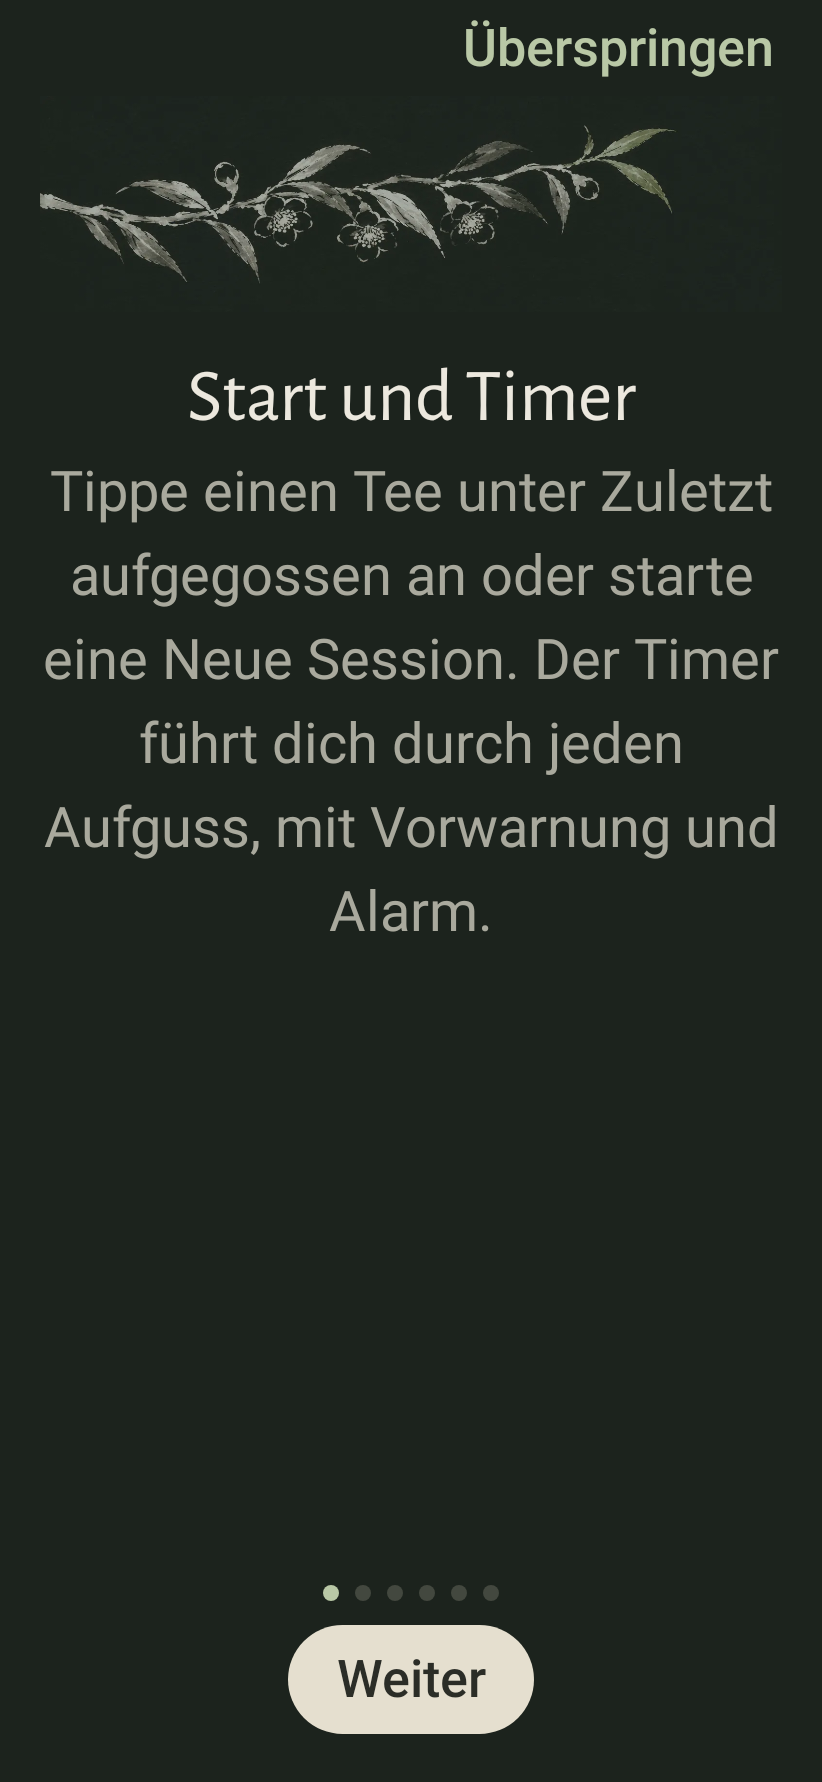 Überspringen
Start und Timer
Tippe einen Tee unter Zuletzt
aufgegossen an oder starte
eine Neue Session. Der Timer
führt dich durch jeden
Aufguss, mit Vorwarnung und
Alarm.
Weiter